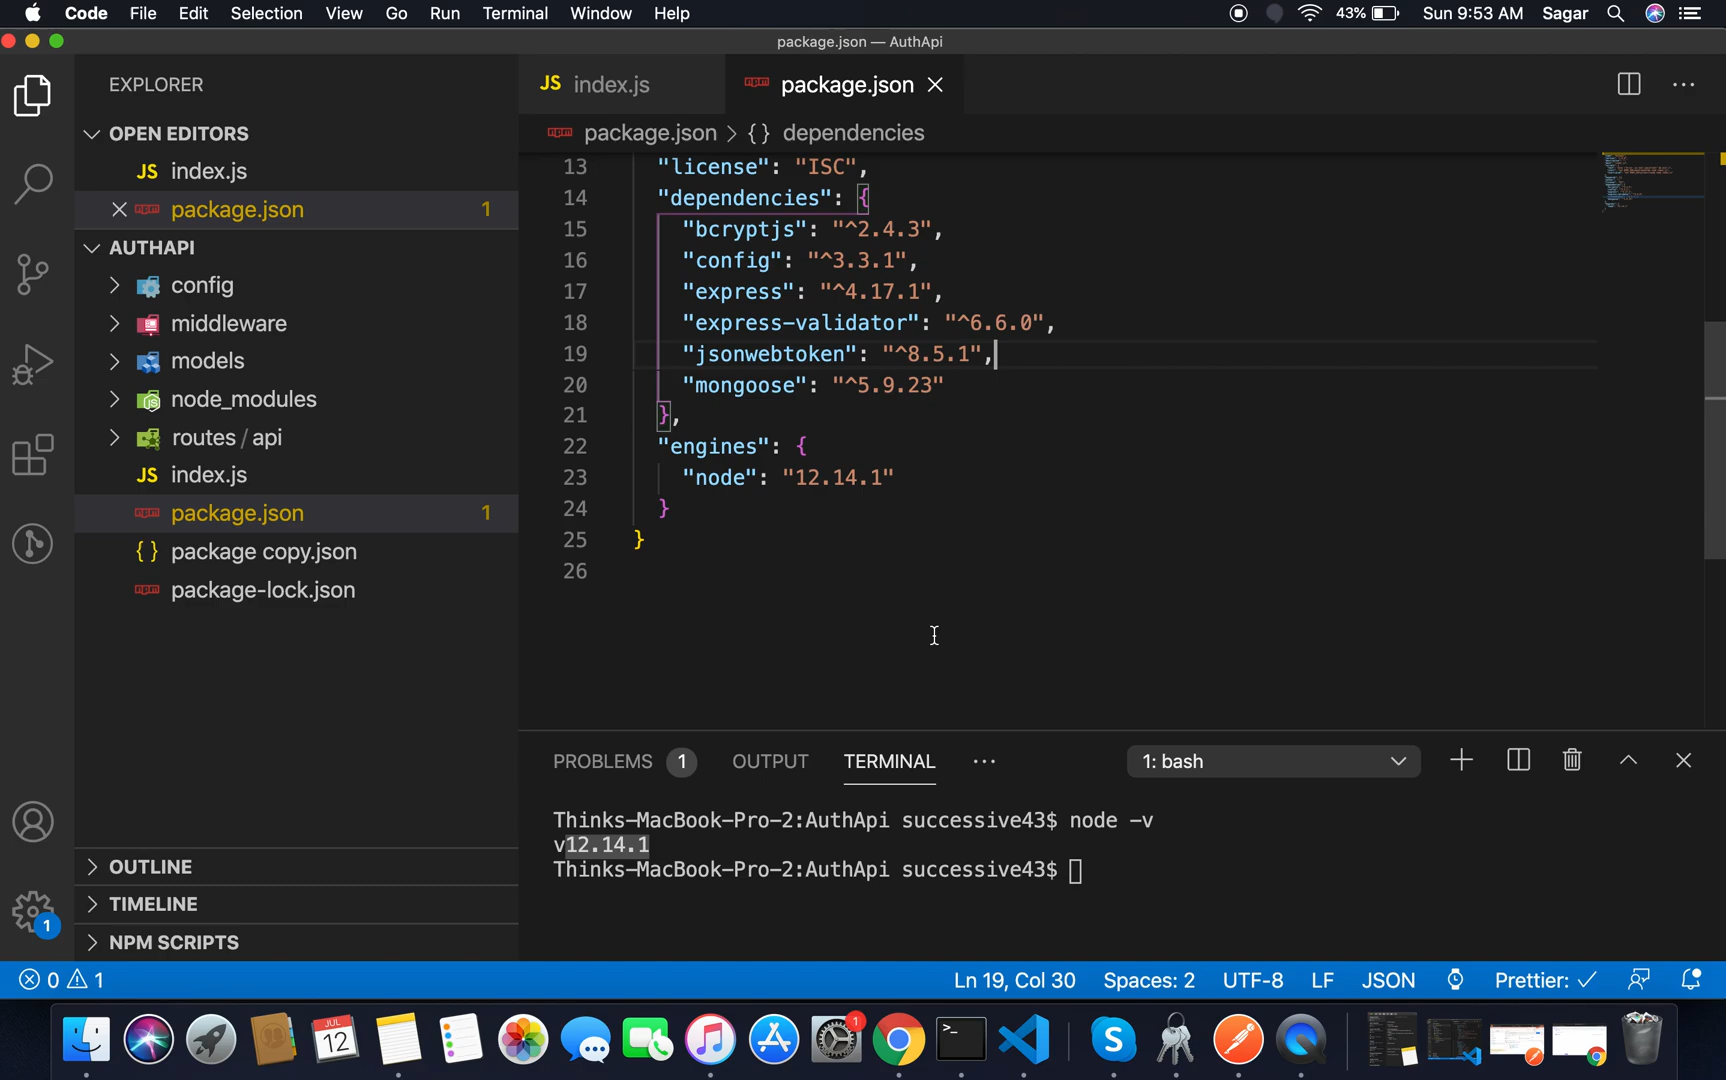 Code File Edit Selection View Go Run Terminal Window Help 43% Sun 9:53 AM Sagar
package.json — AuthApi
EXPLORER
OPEN EDITORS
JS index.js
package.json 1
AUTHAPI
config
middleware
models
node_modules
routes / api
JS index.js
package.json 1
{ } package copy.json
package-lock.json
OUTLINE
TIMELINE
NPM SCRIPTS
JS index.js package.json
package.json > {} dependencies
13 "license": "ISC",
14 "dependencies": {
15 "bcryptjs": "^2.4.3",
16 "config": "^3.3.1",
17 "express": "^4.17.1",
18 "express-validator": "^6.6.0",
19 "jsonwebtoken": "^8.5.1",
20 "mongoose": "^5.9.23"
21 },
22 "engines": {
23 "node": "12.14.1"
24 }
25 }
26
PROBLEMS 1 OUTPUT TERMINAL ··· 1: bash
Thinks-MacBook-Pro-2:AuthApi successive43$ node -v
v12.14.1
Thinks-MacBook-Pro-2:AuthApi successive43$
1
0 1 Ln 19, Col 30 Spaces: 2 UTF-8 LF JSON Prettier: ✓
JUL
12
1